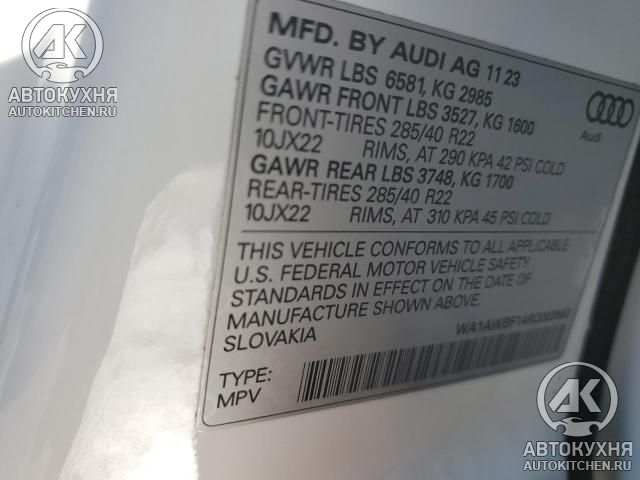 MFD. BY AUDI AG 11 23
GVWR LBS 6581, KG 2985
GAWR FRONT LBS 3527, KG 1600
FRONT-TIRES 285/40 R22
10JX22 RIMS, AT 290 KPA 42 PSI COLD
GAWR REAR LBS 3748, KG 1700
REAR-TIRES 285/40 R22
10JX22 RIMS, AT 310 KPA 45 PSI COLD
Audi
THIS VEHICLE CONFORMS TO ALL APPLICABLE
U.S. FEDERAL MOTOR VEHICLE SAFETY
STANDARDS IN EFFECT ON THE DATE OF
MANUFACTURE SHOWN ABOVE
SLOVAKIA
TYPE:
MPV
АК
АВТОКУХНЯ
AUTOKITCHEN.RU
АК
АВТОКУХНЯ
AUTOKITCHEN.RU